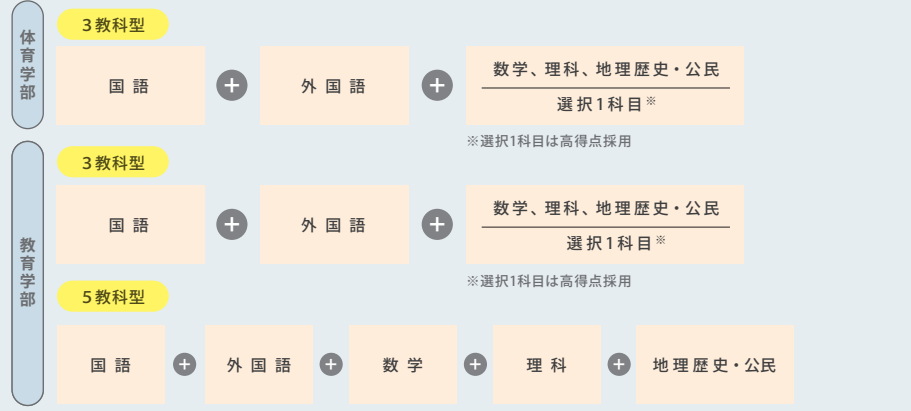 体育学部
3教科型
国語 + 外国語 + 数学、理科、地理歴史・公民
選択1科目※
※選択1科目は高得点採用
教育学部
3教科型
国語 + 外国語 + 数学、理科、地理歴史・公民
選択1科目※
※選択1科目は高得点採用
5教科型
国語 + 外国語 + 数学 + 理科 + 地理歴史・公民